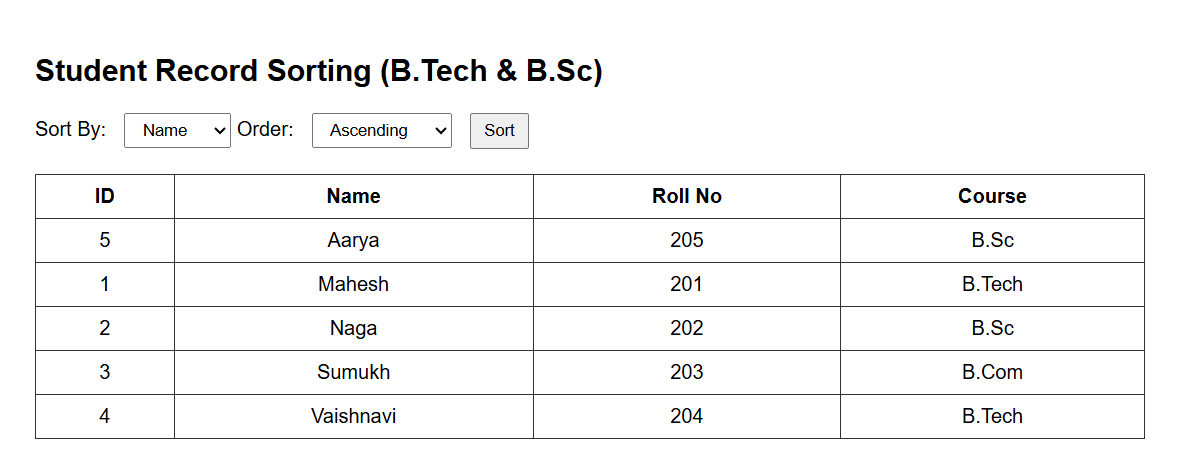 Student Record Sorting (B.Tech & B.Sc)
Sort By: Name Order: Ascending Sort
ID Name Roll No Course
5 Aarya 205 B.Sc
1 Mahesh 201 B.Tech
2 Naga 202 B.Sc
3 Sumukh 203 B.Com
4 Vaishnavi 204 B.Tech